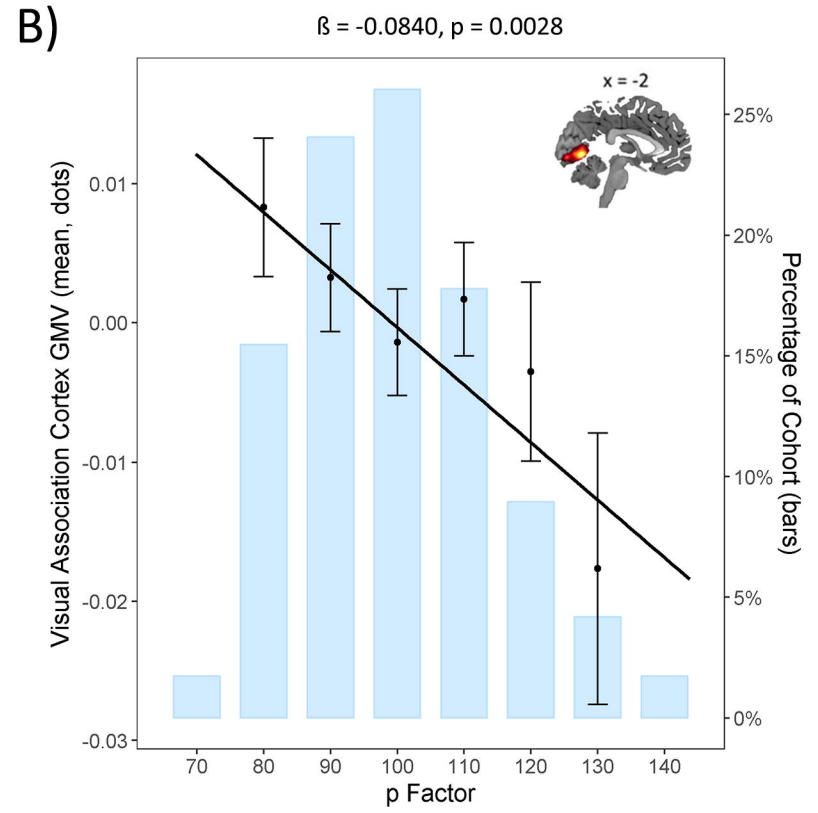 B)
ß = -0.0840, p = 0.0028
x = -2
Visual Association Cortex GMV (mean, dots)
0.01
0.00
-0.01
-0.02
-0.03
25%
20%
15%
10%
5%
0%
Percentage of Cohort (bars)
70 80 90 100 110 120 130 140
p Factor